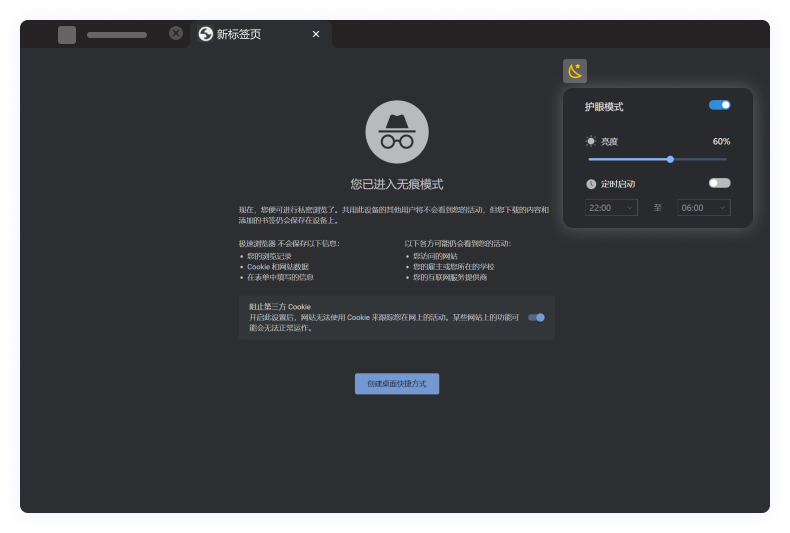 新标签页
护眼模式
亮度 60%
定时启动
22:00 至 06:00
您已进入无痕模式
现在，您便可进行私密浏览了。共用此设备的其他用户将不会看到您的活动，但您下载的内容和
添加的书签仍会保存在设备上。
极速浏览器 不会保存以下信息：
• 您的浏览记录
• Cookie 和网站数据
• 在表单中填写的信息
以下各方可能仍会看到您的活动：
• 您访问的网站
• 您的雇主或您所在的学校
• 您的互联网服务提供商
阻止第三方 Cookie
开启此设置后，网站无法使用 Cookie 来跟踪您在网上的活动。某些网站上的功能可
能会无法正常运作。
创建桌面快捷方式